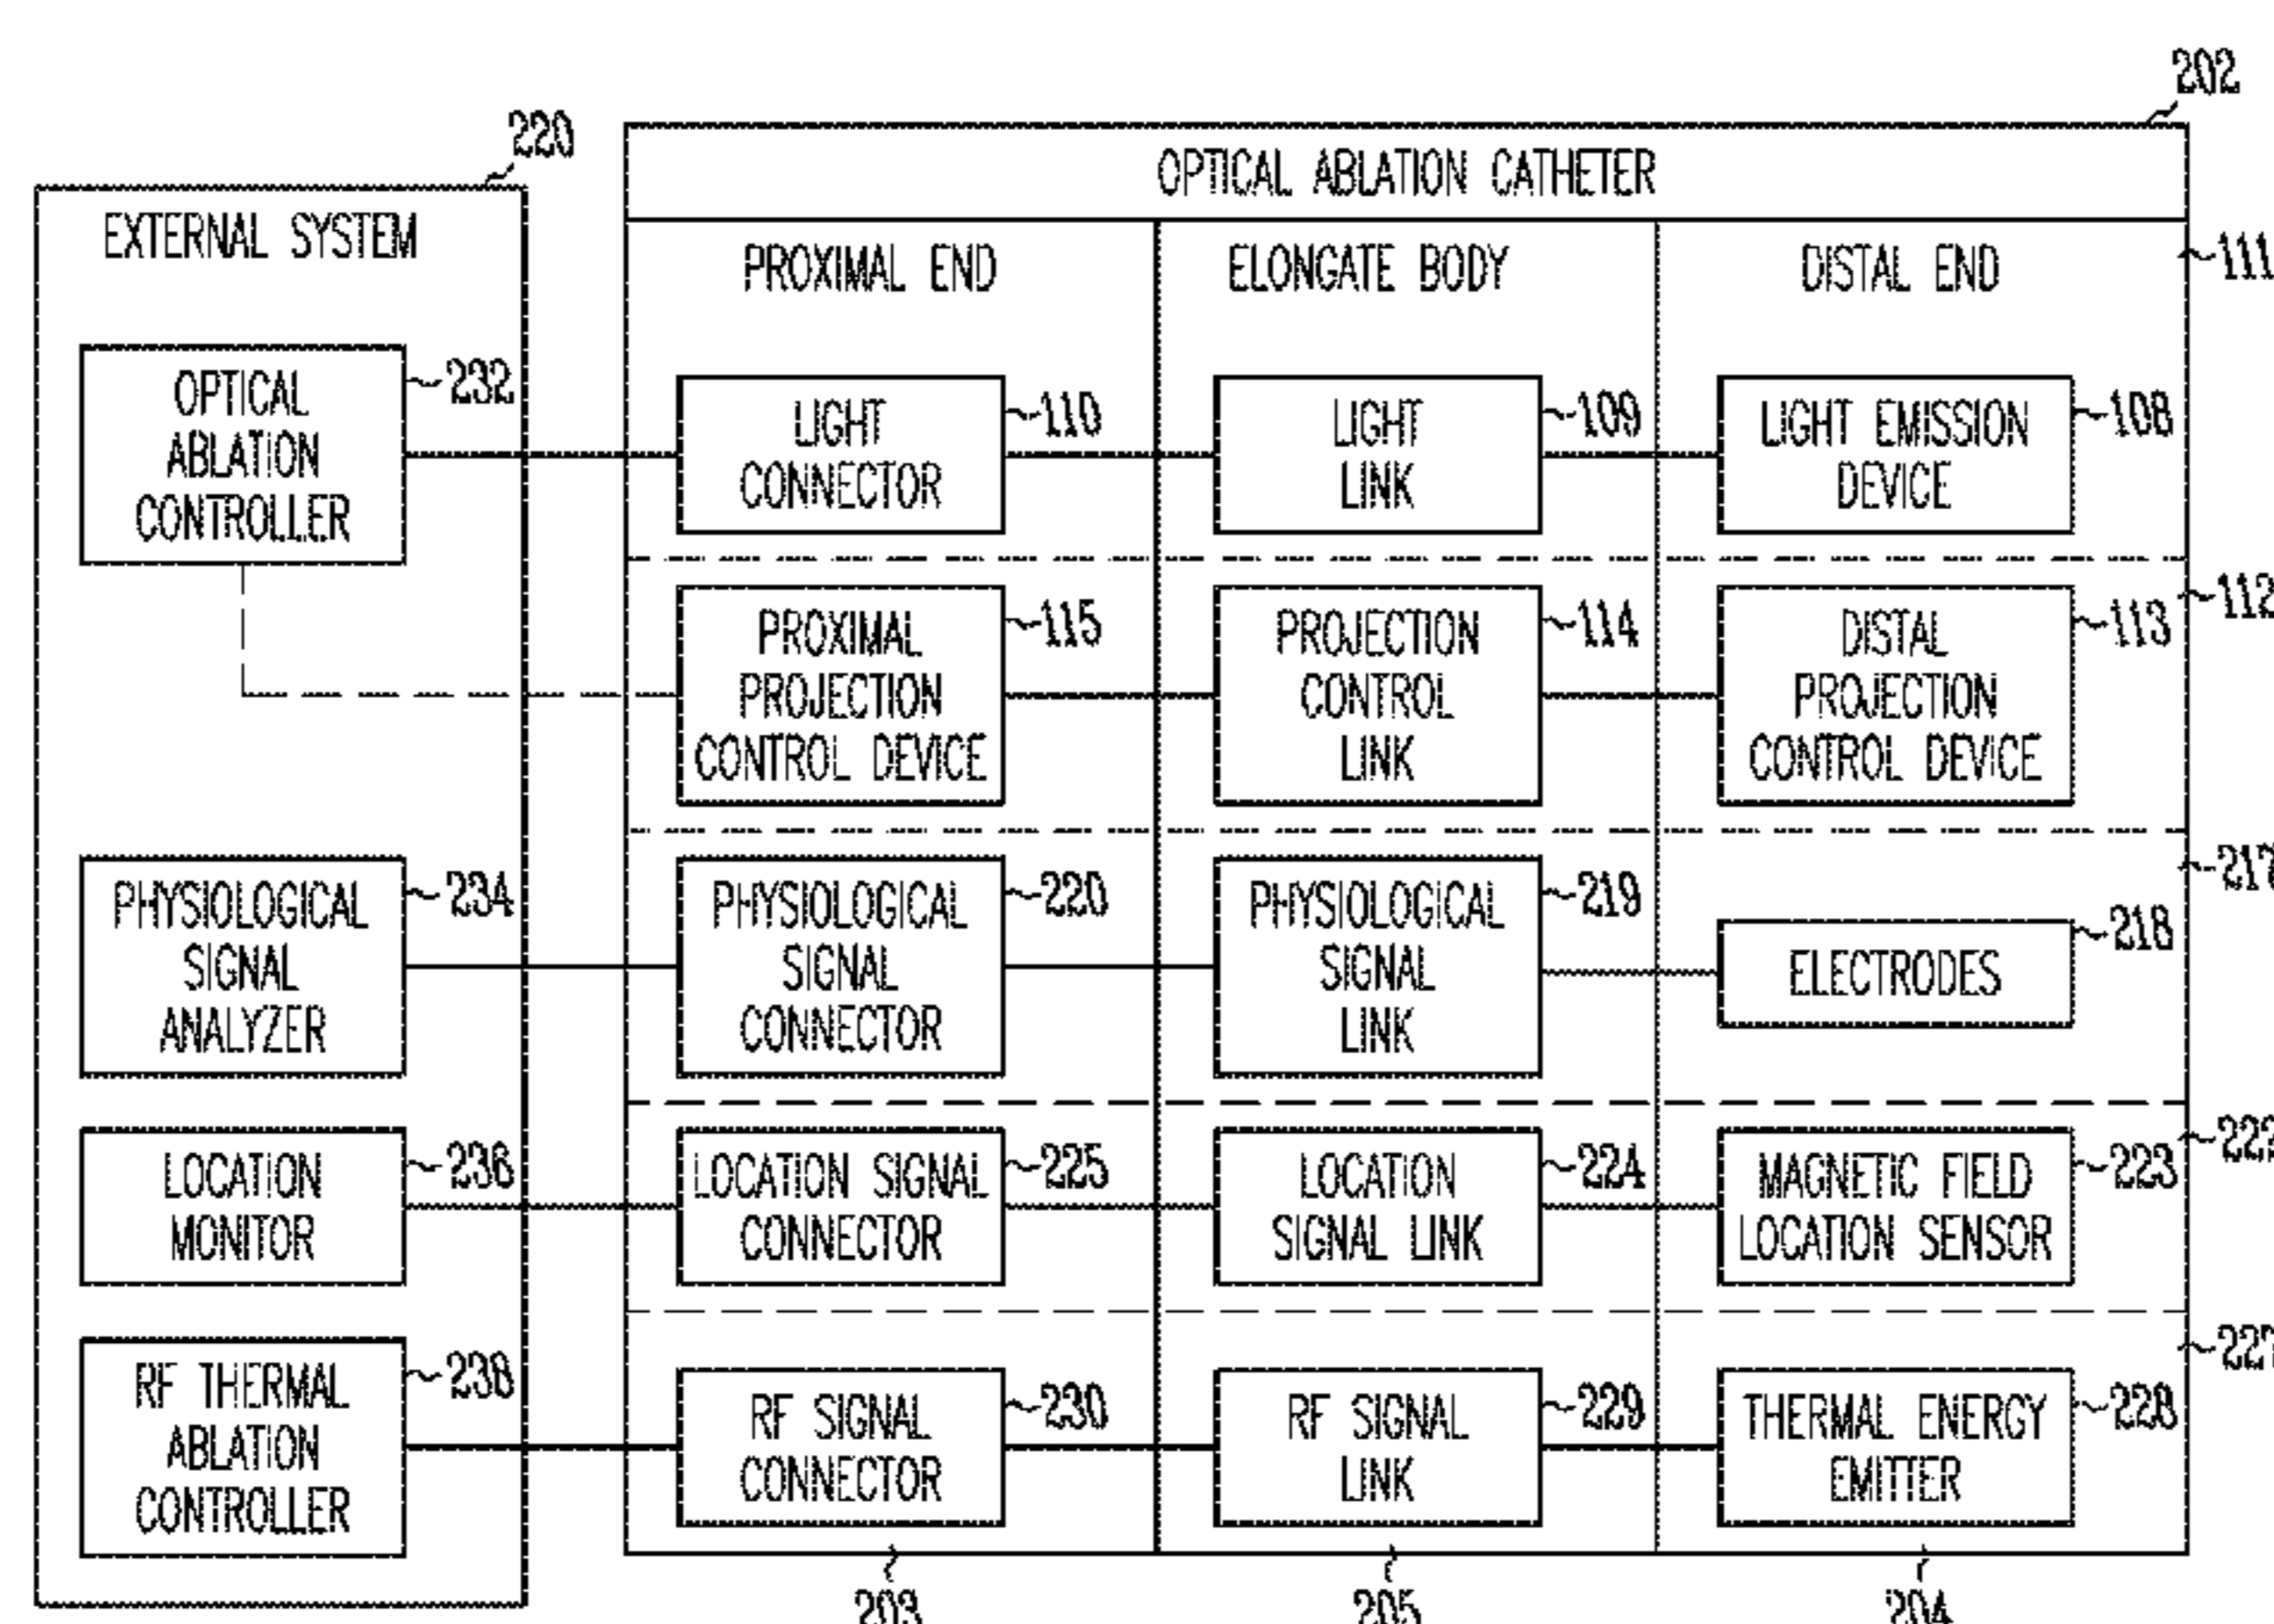 202
220
OPTICAL ABLATION CATHETER
EXTERNAL SYSTEM
PROXIMAL END
ELONGATE BODY
DISTAL END
111
OPTICAL
ABLATION
CONTROLLER
232
LIGHT
CONNECTOR
110
LIGHT
LINK
109
LIGHT EMISSION
DEVICE
108
PROXIMAL
PROJECTION
CONTROL DEVICE
115
PROJECTION
CONTROL
LINK
114
DISTAL
PROJECTION
CONTROL DEVICE
113
112
PHYSIOLOGICAL
SIGNAL
ANALYZER
234
PHYSIOLOGICAL
SIGNAL
CONNECTOR
220
PHYSIOLOGICAL
SIGNAL
LINK
219
ELECTRODES
218
217
LOCATION
MONITOR
236
LOCATION SIGNAL
CONNECTOR
225
LOCATION
SIGNAL LINK
224
MAGNETIC FIELD
LOCATION SENSOR
223
222
RF THERMAL
ABLATION
CONTROLLER
238
RF SIGNAL
CONNECTOR
230
RF SIGNAL
LINK
229
THERMAL ENERGY
EMITTER
228
227
203
205
204